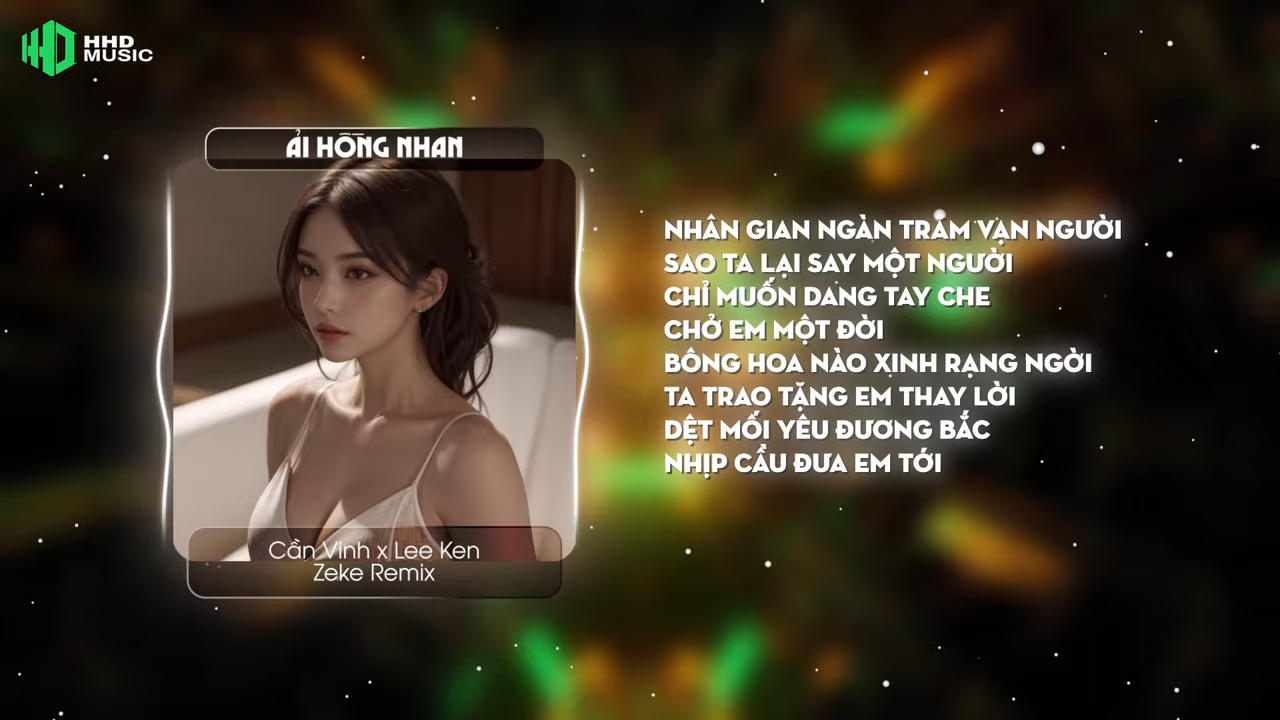 HHD
MUSIC
ẢI HỒNG NHAN
NHÂN GIAN NGÀN TRĂM VẠN NGƯỜI
SAO TA LẠI SAY MỘT NGƯỜI
CHỈ MUỐN DANG TAY CHE
CHỞ EM MỘT ĐỜI
BÔNG HOA NÀO XINH RẠNG NGỜI
TA TRAO TẶNG EM THAY LỜI
DỆT MỐI YÊU ĐƯƠNG BẮC
NHỊP CẦU ĐƯA EM TỚI
Cần Vinh x Lee Ken
Zeke Remix